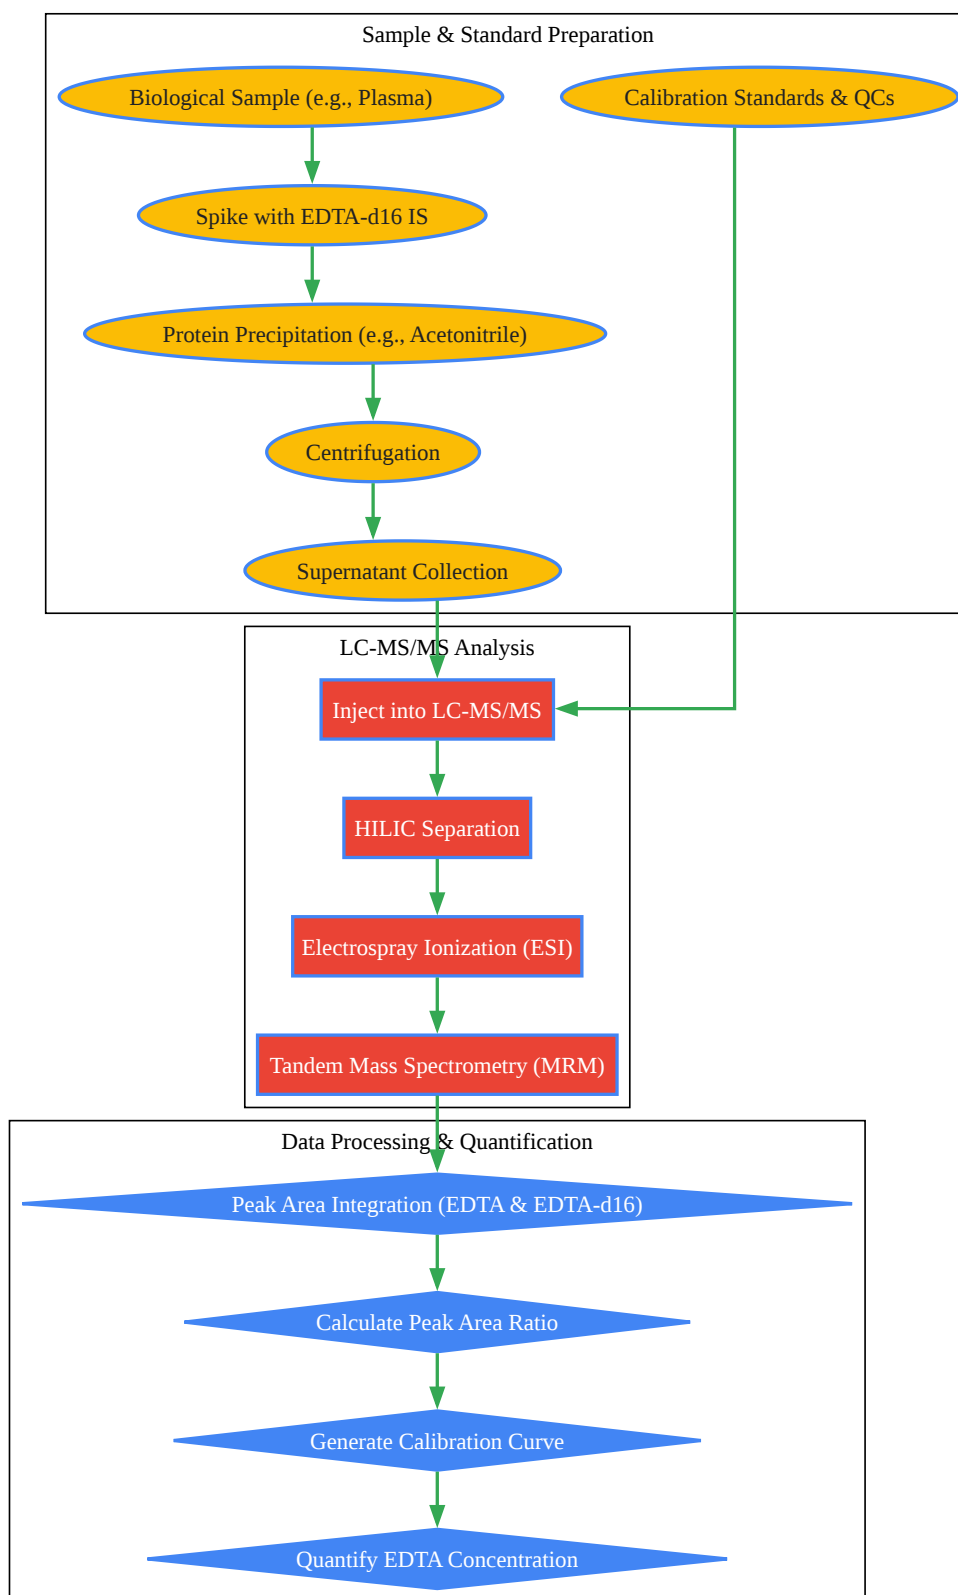 Sample & Standard Preparation
Biological Sample (e.g., Plasma)
Calibration Standards & QCs
Spike with EDTA-d16 IS
Protein Precipitation (e.g., Acetonitrile)
Centrifugation
Supernatant Collection
LC-MS/MS Analysis
Inject into LC-MS/MS
HILIC Separation
Electrospray Ionization (ESI)
Tandem Mass Spectrometry (MRM)
Data Processing & Quantification
Peak Area Integration (EDTA & EDTA-d16)
Calculate Peak Area Ratio
Generate Calibration Curve
Quantify EDTA Concentration